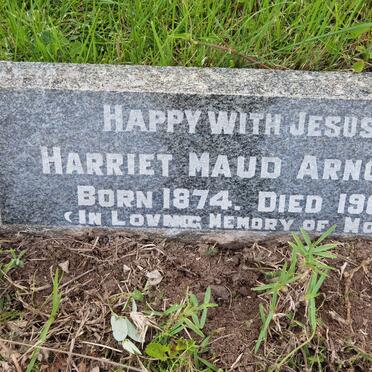 HAPPY WITH JESUS
HARRIET MAUD ARNO
BORN 1874. DIED 19
(IN LOVING MEMORY OF